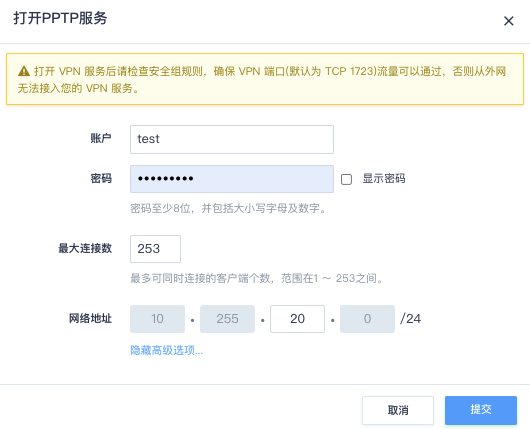 打开PPTP服务
打开 VPN 服务后请检查安全组规则，确保 VPN 端口(默认为 TCP 1723)流量可以通过，否则从外网
无法接入您的 VPN 服务。
账户 test
密码 ••••••••• 显示密码
密码至少8位，并包括大小写字母及数字。
最大连接数 253
最多可同时连接的客户端个数，范围在1 ～ 253之间。
网络地址 10 . 255 . 20 . 0 /24
隐藏高级选项...
取消 提交